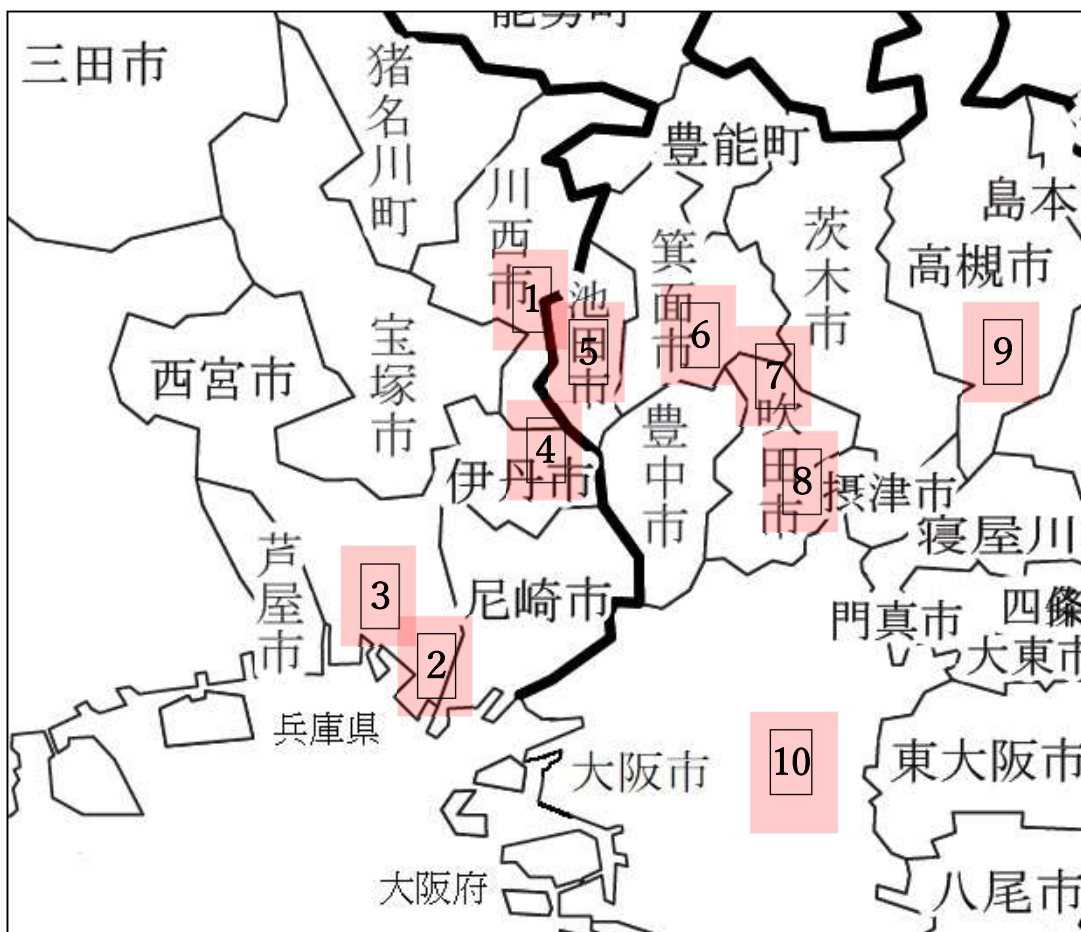 能勢町
三田市
猪名川町
豊能町
川西市
茨木市
島本
箕面市
高槻市
1
池田市
5
6
7
9
宝塚市
西宮市
吹田市
豊中市
4
伊丹市
8
摂津市
寝屋川
芦屋市
3
尼崎市
門真市
四條
大東市
2
兵庫県
大阪市
10
東大阪市
大阪府
八尾市